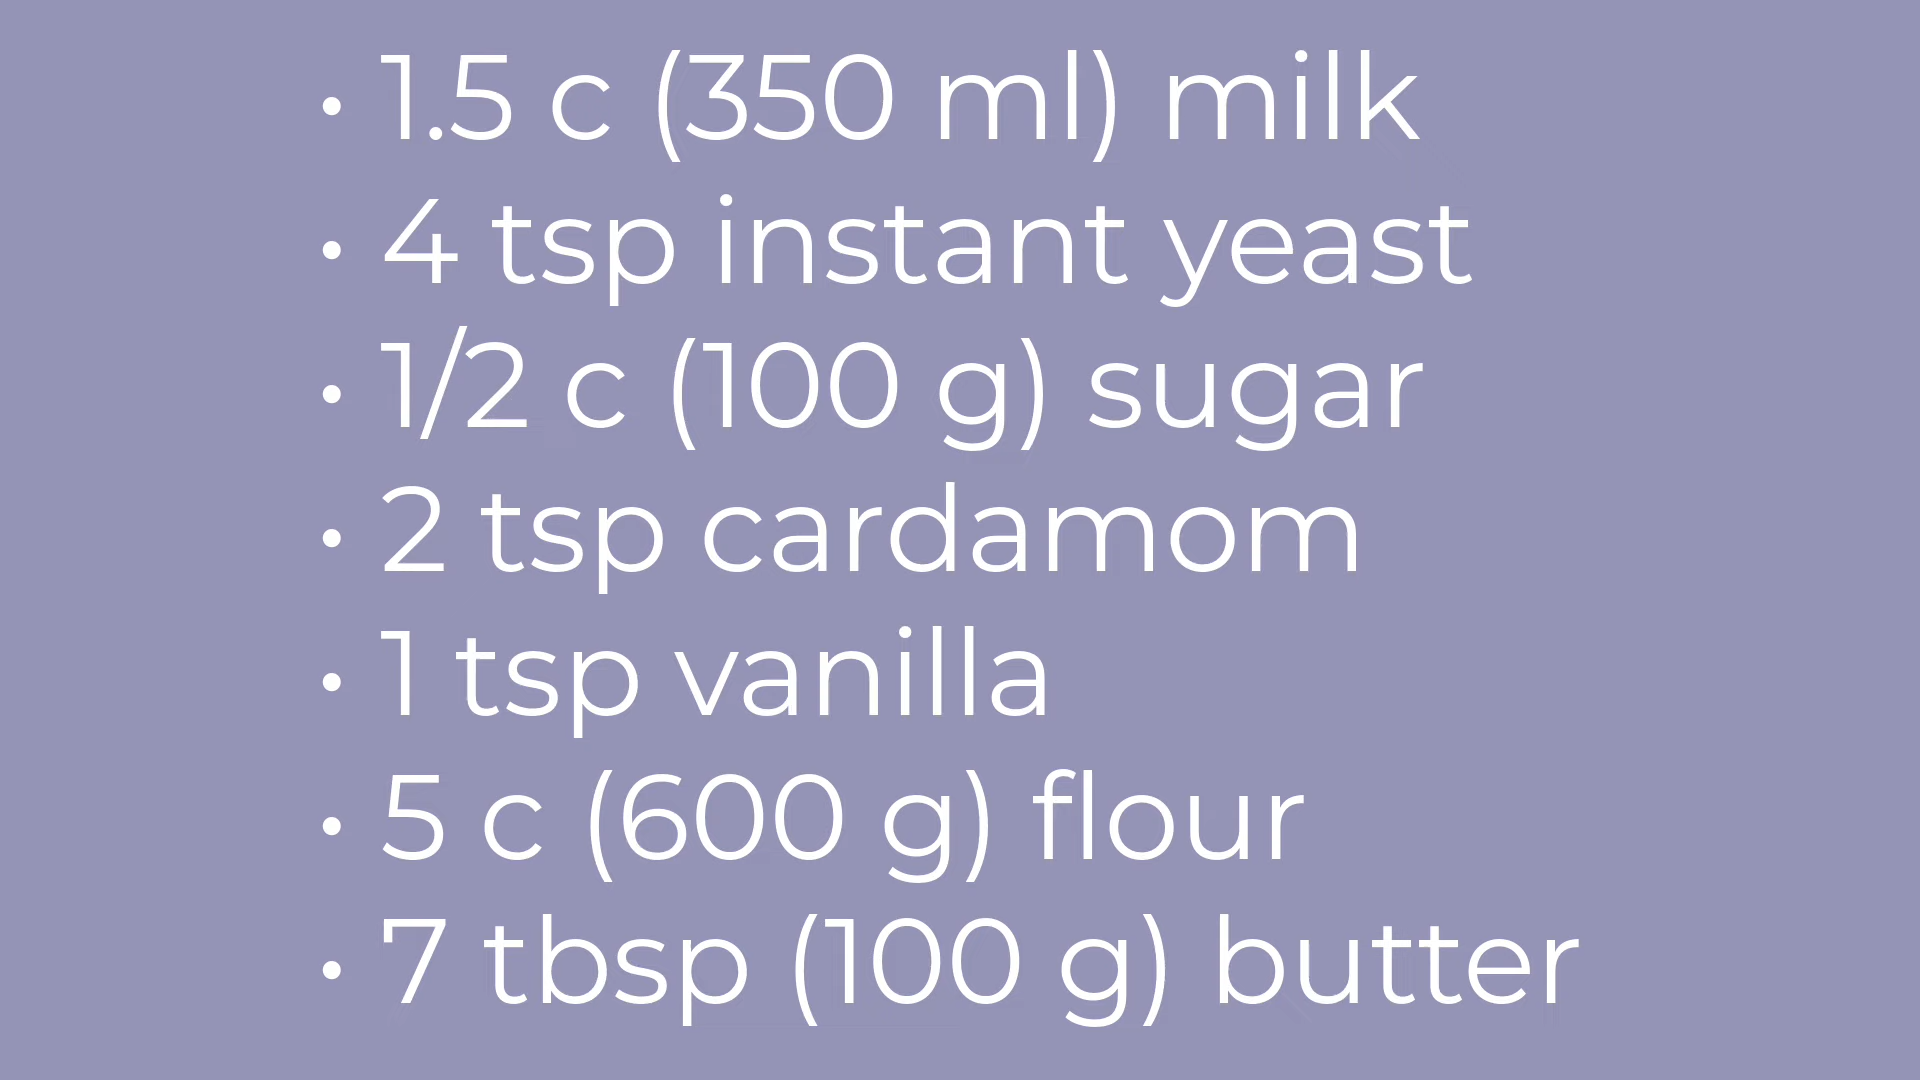 • 1.5 c (350 ml) milk
• 4 tsp instant yeast
• 1/2 c (100 g) sugar
• 2 tsp cardamom
• 1 tsp vanilla
• 5 c (600 g) flour
• 7 tbsp (100 g) butter